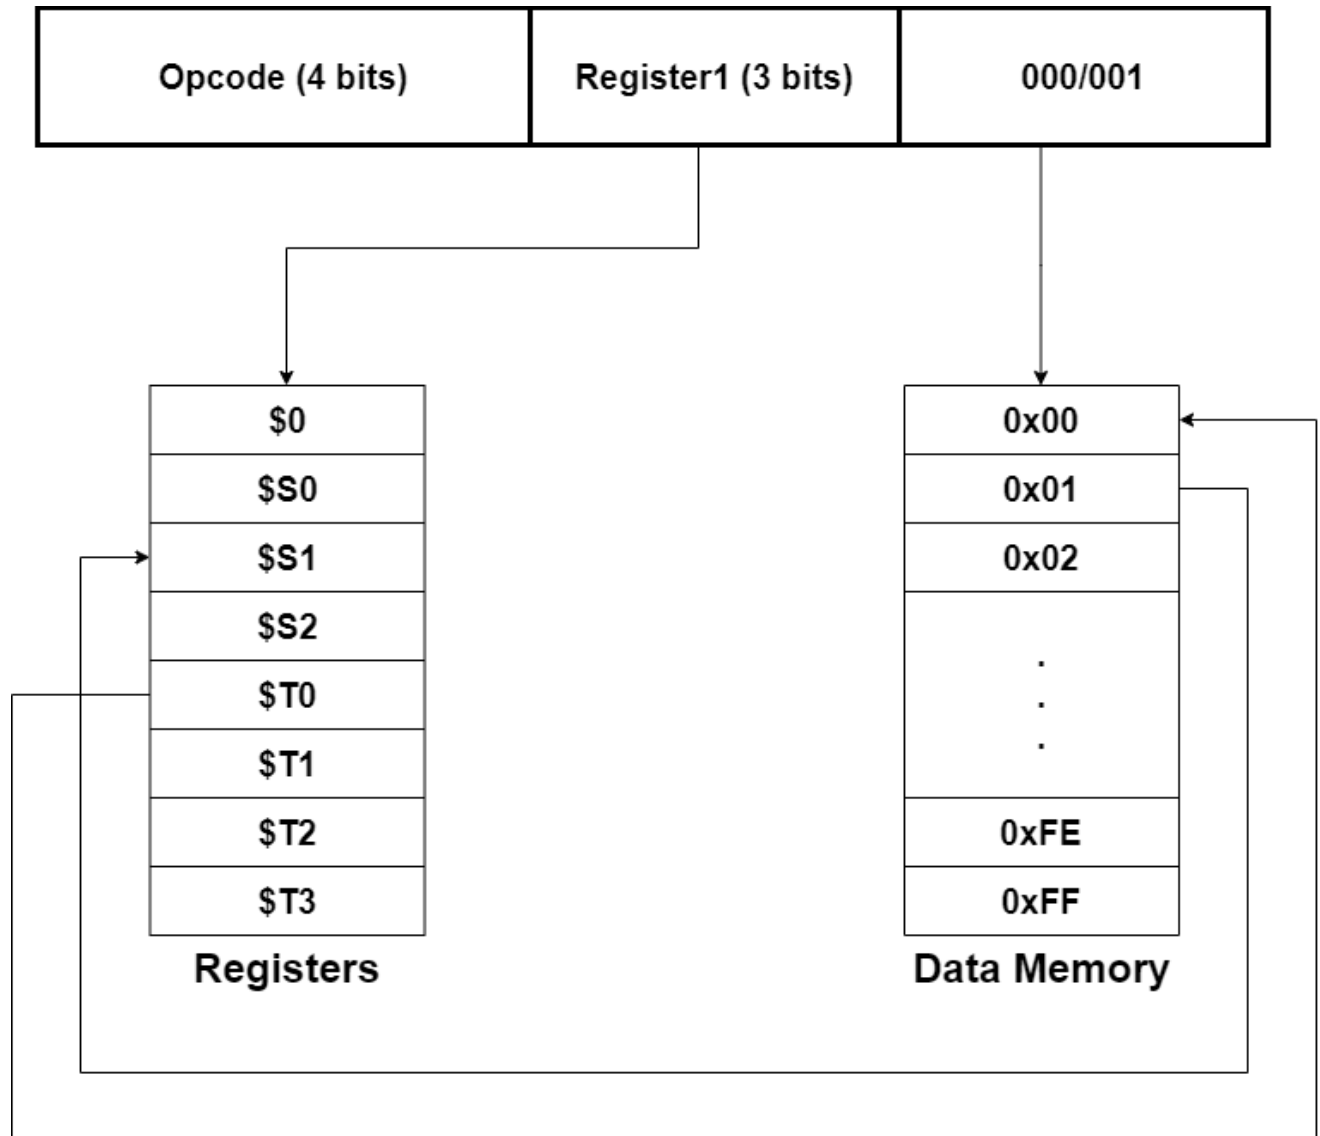 Opcode (4 bits) Register1 (3 bits) 000/001
$0 0x00
$S0 0x01
$S1 0x02
$S2
$T0
$T1
$T2 0xFE
$T3 0xFF
Registers Data Memory